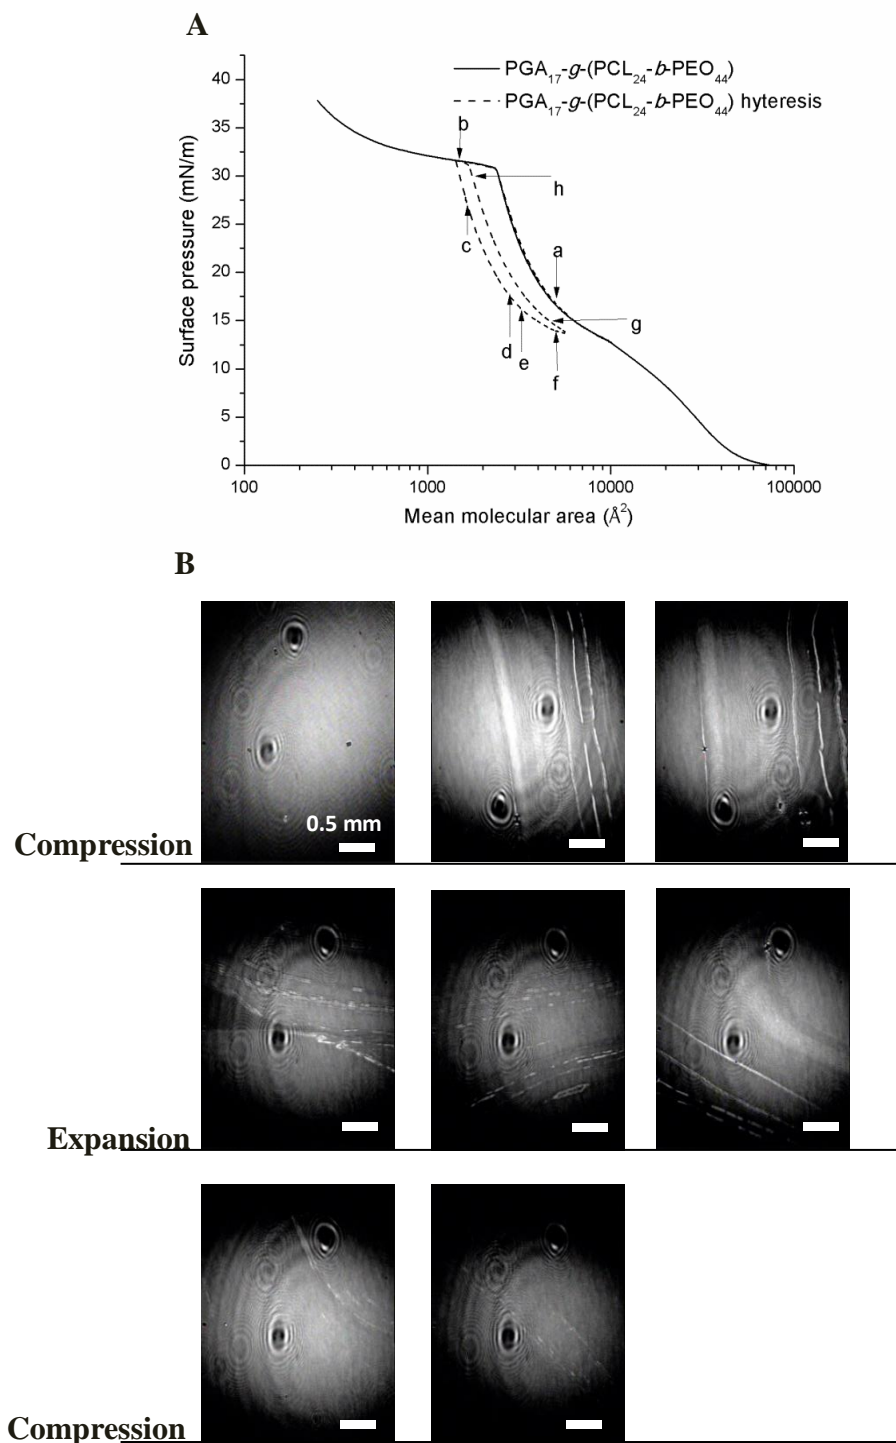 A
PGA17-g-(PCL24-b-PEO44)
PGA17-g-(PCL24-b-PEO44) hyteresis
40
35
30
25
20
15
10
5
0
Surface pressure (mN/m)
b
h
c
a
g
d
e
f
100
1000
10000
100000
Mean molecular area (Å2)
B
0.5 mm
Compression
Expansion
Compression